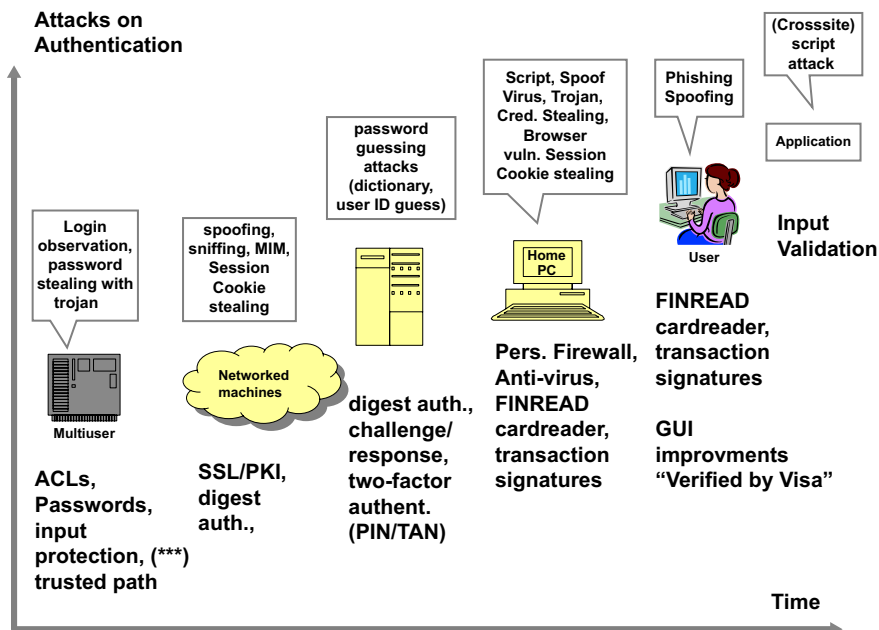 Attacks on
Authentication
(Crosssite)
script
attack
Script, Spoof
Virus, Trojan,
Cred. Stealing,
Browser
vuln. Session
Cookie stealing
Phishing
Spoofing
password
guessing
attacks
(dictionary,
user ID guess)
Application
Login
observation,
password
stealing with
trojan
spoofing,
sniffing, MIM,
Session
Cookie
stealing
Home
PC
User
Input
Validation
Multiuser
Networked
machines
ACLs,
Passwords,
input
protection, (***)
trusted path
SSL/PKI,
digest
auth.,
digest auth.,
challenge/
response,
two-factor
authent.
(PIN/TAN)
Pers. Firewall,
Anti-virus,
FINREAD
cardreader,
transaction
signatures
FINREAD
cardreader,
transaction
signatures
GUI
improvments
“Verified by Visa”
Time